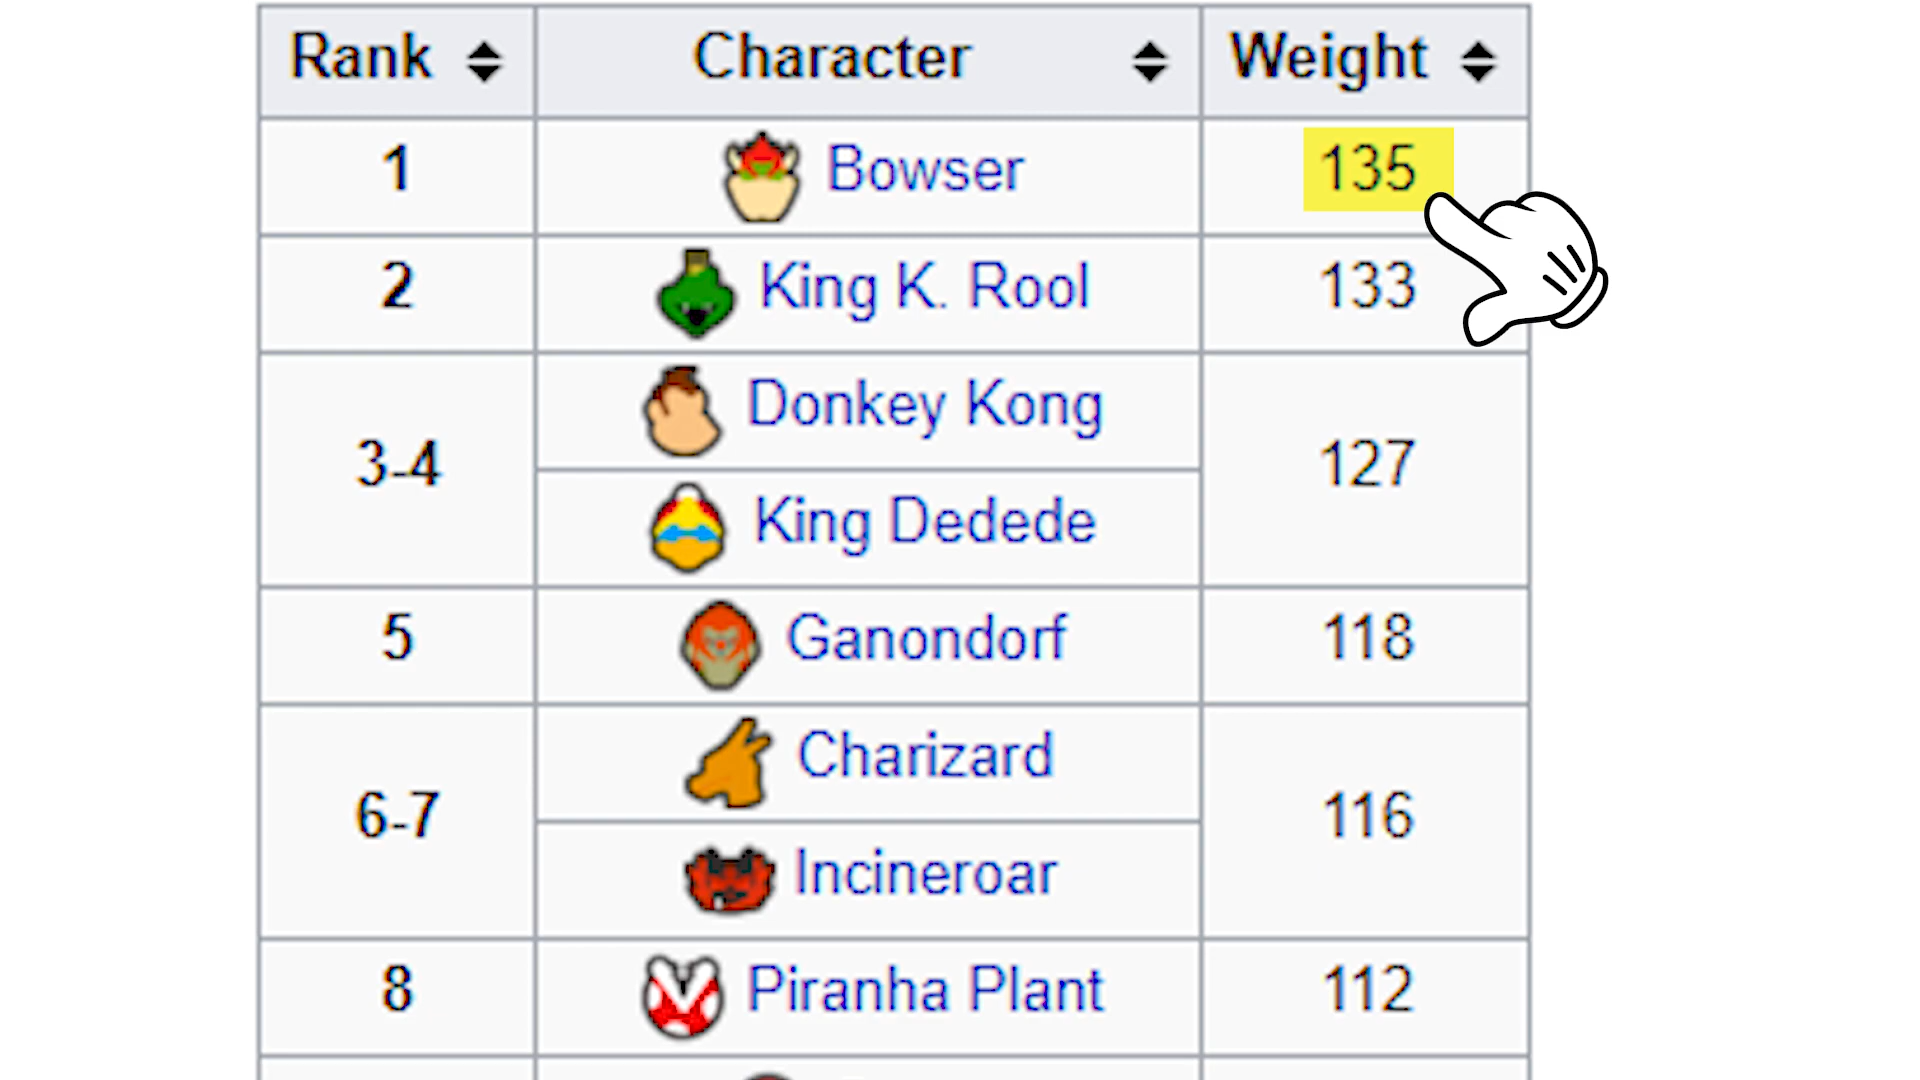 Rank Character Weight
1 Bowser 135
2 King K. Rool 133
3-4 Donkey Kong 127
King Dedede
5 Ganondorf 118
6-7 Charizard 116
Incineroar
8 Piranha Plant 112